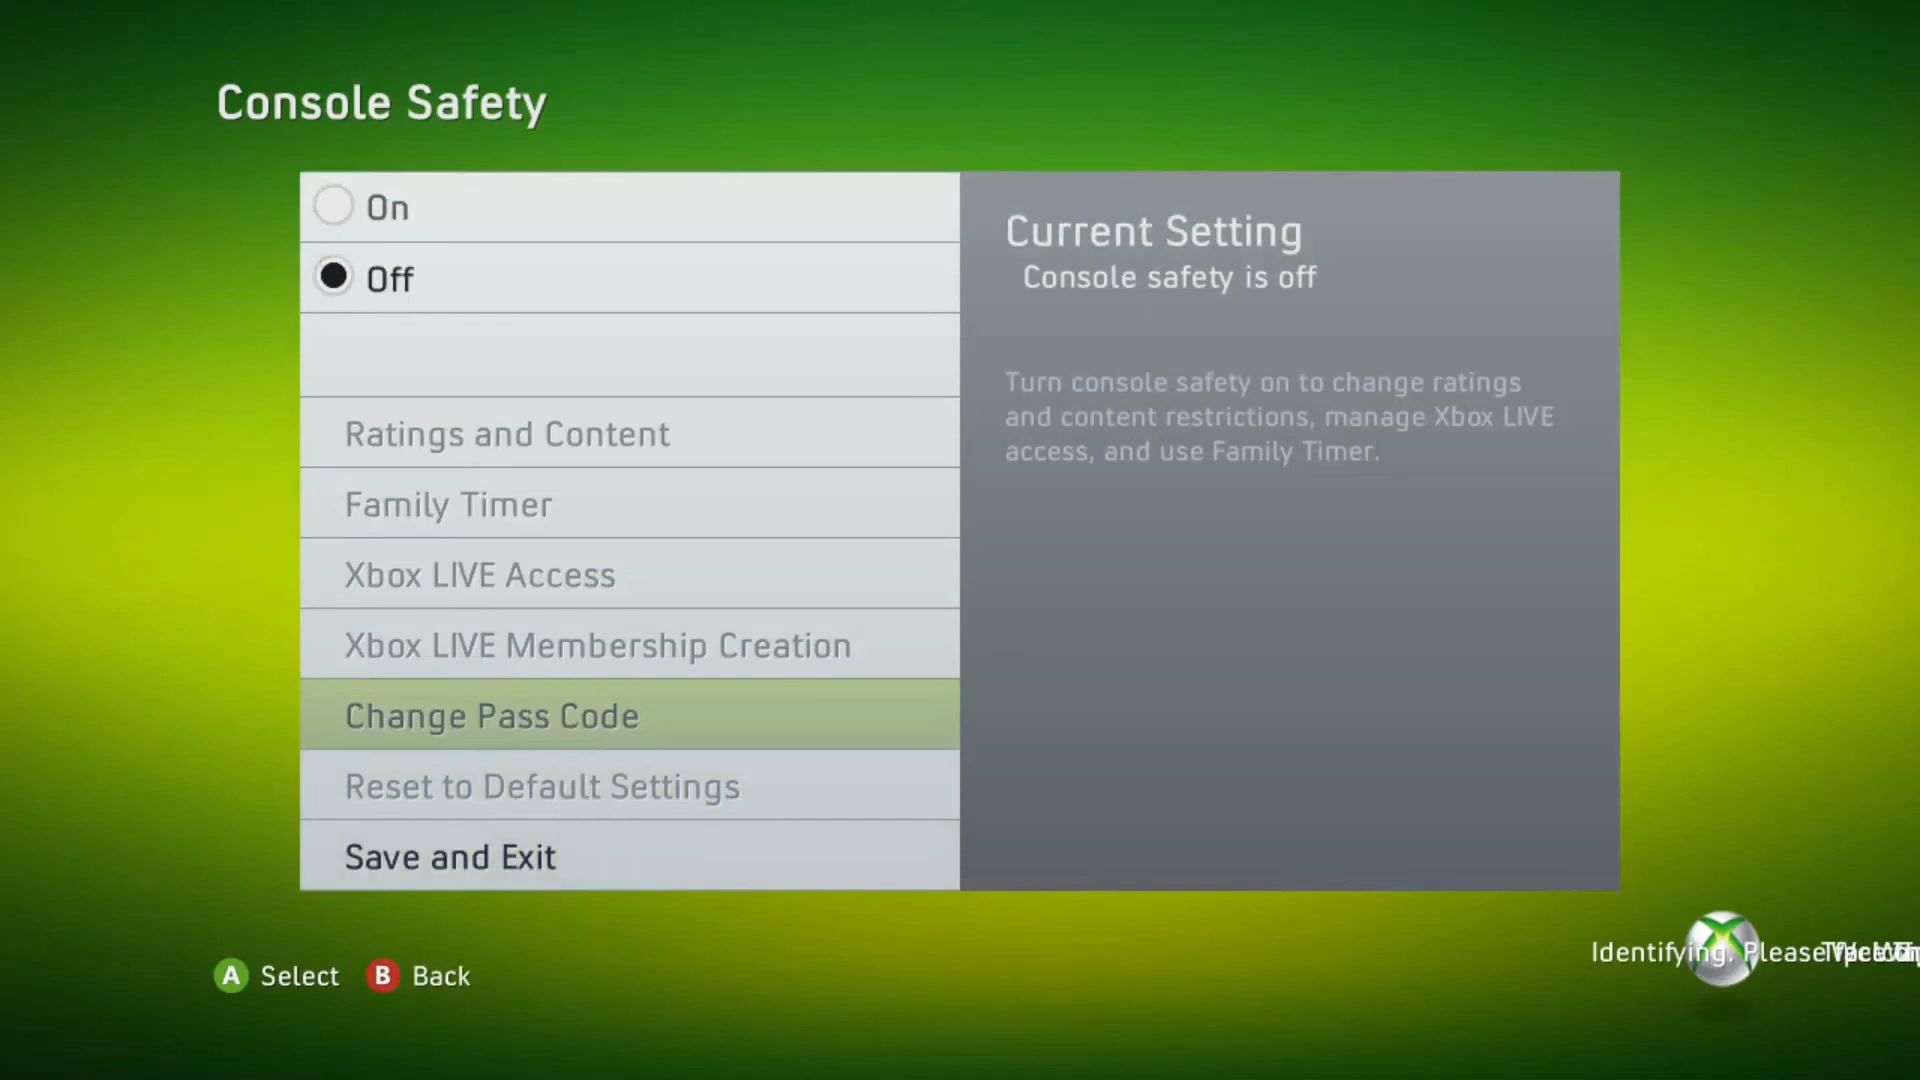 Console Safety
On
Off
Ratings and Content
Family Timer
Xbox LIVE Access
Xbox LIVE Membership Creation
Change Pass Code
Reset to Default Settings
Save and Exit
Current Setting
Console safety is off
Turn console safety on to change ratings
and content restrictions, manage Xbox LIVE
access, and use Family Timer.
A Select B Back
Identifying. Please